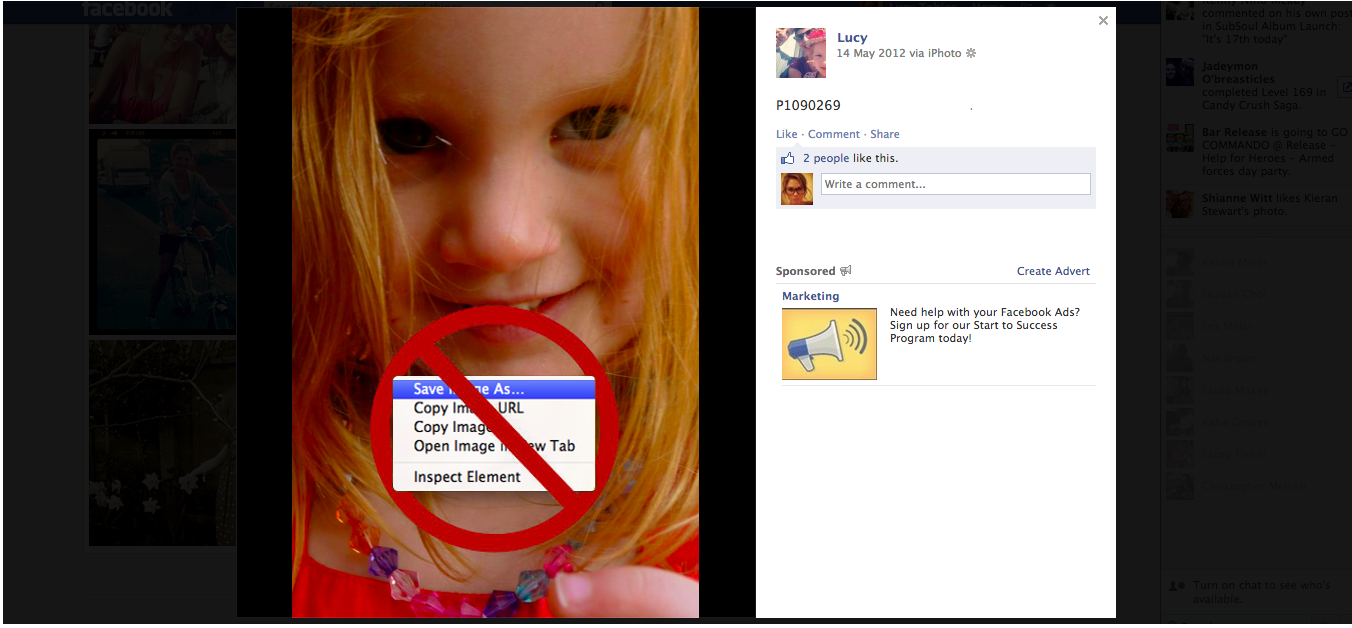 facebook
Lucy
14 May 2012 via iPhoto
P1090269
Like · Comment · Share
2 people like this.
Write a comment...
Sponsored
Create Advert
Marketing
Need help with your Facebook Ads?
Sign up for our Start to Success
Program today!
Save Image As...
Copy Image URL
Copy Image
Open Image in New Tab
Inspect Element
commented on his own post
in SubSoul Album Launch:
"It's 17th today"
Jadeymon
O'breasticles
completed Level 169 in
Candy Crush Saga.
Bar Release is going to GO
COMMANDO @ Release –
Help for Heroes – Armed
forces day party.
Shianne Witt likes Kieran
Stewart's photo.
Turn on chat to see who's
available.